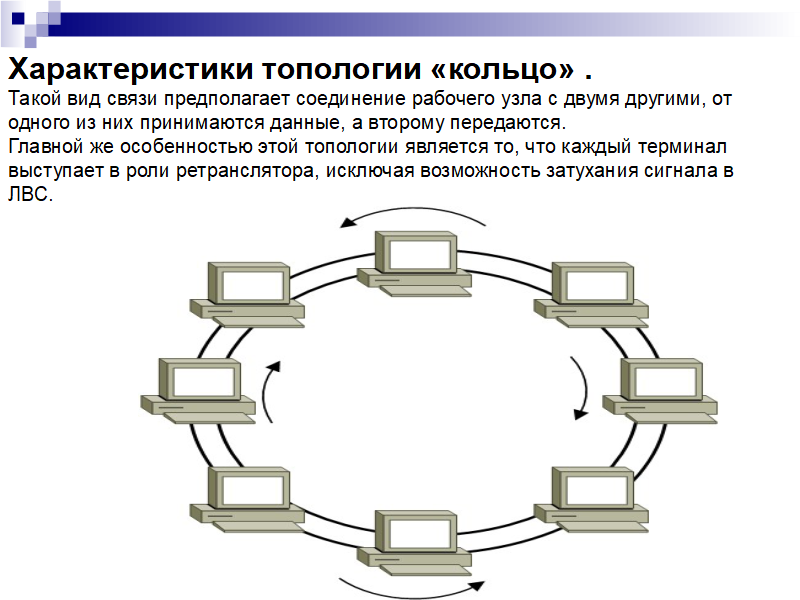 Характеристики топологии «кольцо» .
Такой вид связи предполагает соединение рабочего узла с двумя другими, от
одного из них принимаются данные, а второму передаются.
Главной же особенностью этой топологии является то, что каждый терминал
выступает в роли ретранслятора, исключая возможность затухания сигнала в
ЛВС.